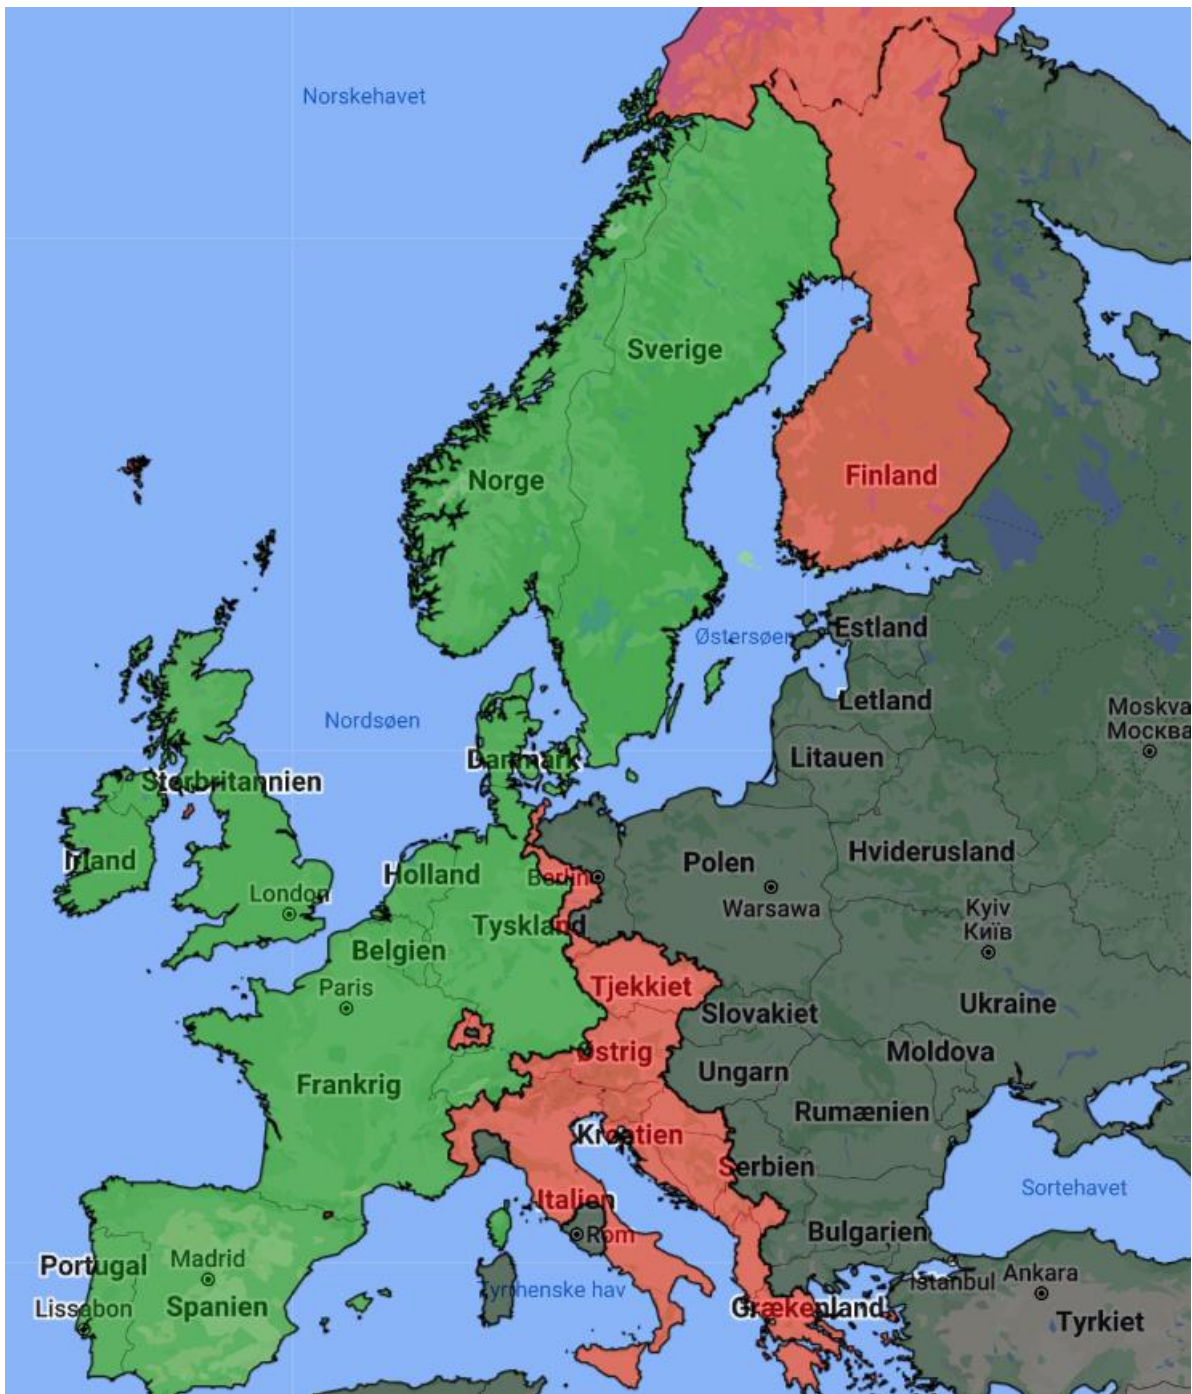 Norskehavet
Sverige
Norge
Finland
Østersøen
Estland
Letland
Moskva
Москва
Nordsøen
Danmark
Litauen
Storbritannien
Irland
Holland
Berlin
Polen
Hviderusland
London
Warsawa
Kyiv
Київ
Tyskland
Belgien
Paris
Tjekkiet
Slovakiet
Ukraine
Østrig
Ungarn
Moldova
Frankrig
Rumænien
Kroatien
Serbien
Sortehavet
Italien
Rom
Bulgarien
Portugal
Madrid
Istanbul
Ankara
Lissabon
Spanien
Tyrrhenske hav
Grækenland
Tyrkiet